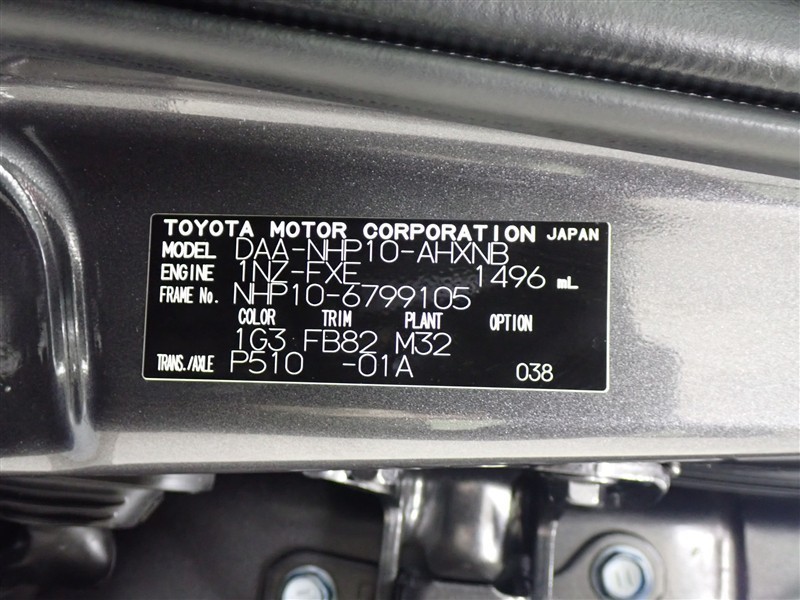 TOYOTA MOTOR CORPORATION JAPAN
MODEL DAA-NHP10-AHXNB
ENGINE 1NZ-FXE 1496 mL
FRAME No. NHP10-6799105
COLOR TRIM PLANT OPTION
1G3 FB82 M32
TRANS./AXLE P510 -01A 038